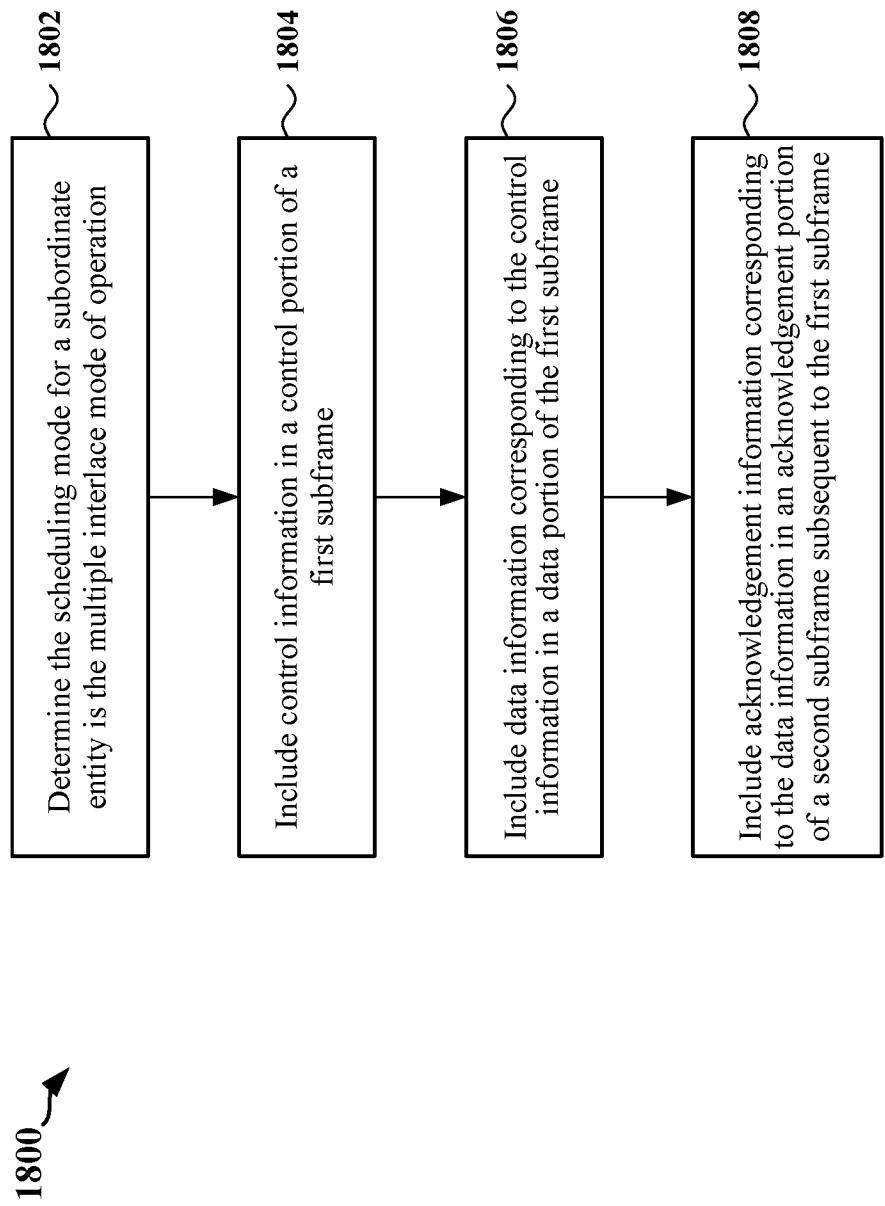 1800
1802
Determine the scheduling mode for a subordinate
entity is the multiple interlace mode of operation
1804
Include control information in a control portion of a
first subframe
1806
Include data information corresponding to the control
information in a data portion of the first subframe
1808
Include acknowledgement information corresponding
to the data information in an acknowledgement portion
of a second subframe subsequent to the first subframe